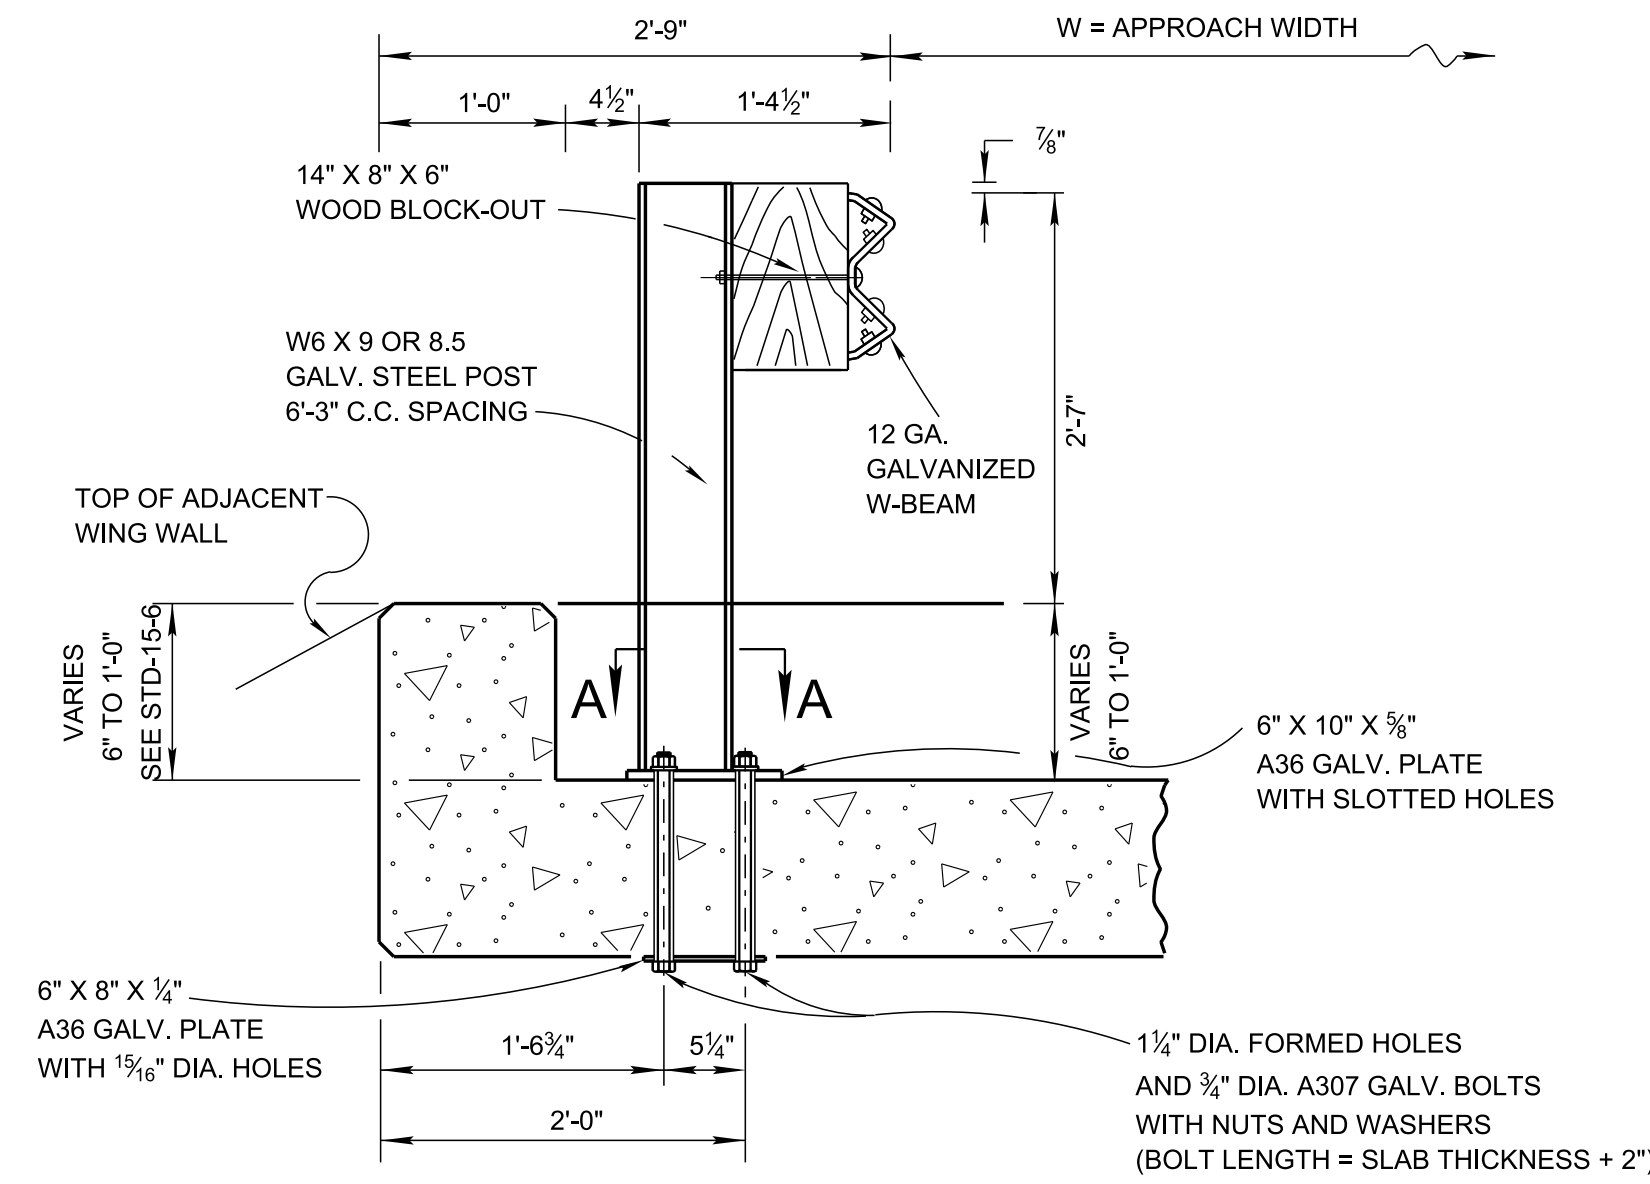 2'-9"
W = APPROACH WIDTH
1'-0"
4½"
1'-4½"
⅞"
14" X 8" X 6"
WOOD BLOCK-OUT
W6 X 9 OR 8.5
GALV. STEEL POST
6'-3" C.C. SPACING
12 GA.
GALVANIZED
W-BEAM
2'-7"
TOP OF ADJACENT
WING WALL
VARIES
6" TO 1'-0"
SEE STD-15-6
A
A
VARIES
6" TO 1'-0"
6" X 10" X ⅝"
A36 GALV. PLATE
WITH SLOTTED HOLES
6" X 8" X ¼"
A36 GALV. PLATE
WITH 15⁄16" DIA. HOLES
1'-6¾"
5¼"
2'-0"
1¼" DIA. FORMED HOLES
AND ¾" DIA. A307 GALV. BOLTS
WITH NUTS AND WASHERS
(BOLT LENGTH = SLAB THICKNESS + 2")